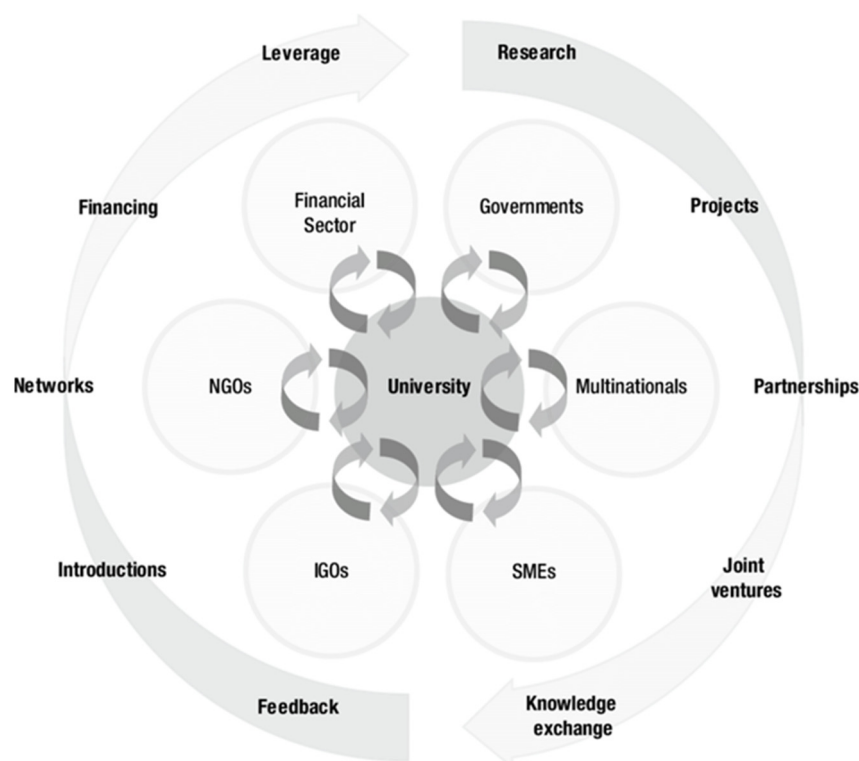 Leverage
Research
Financial
Sector
Governments
Financing
Projects
Networks
NGOs
University
Multinationals
Partnerships
Introductions
IGOs
SMEs
Joint
ventures
Feedback
Knowledge
exchange